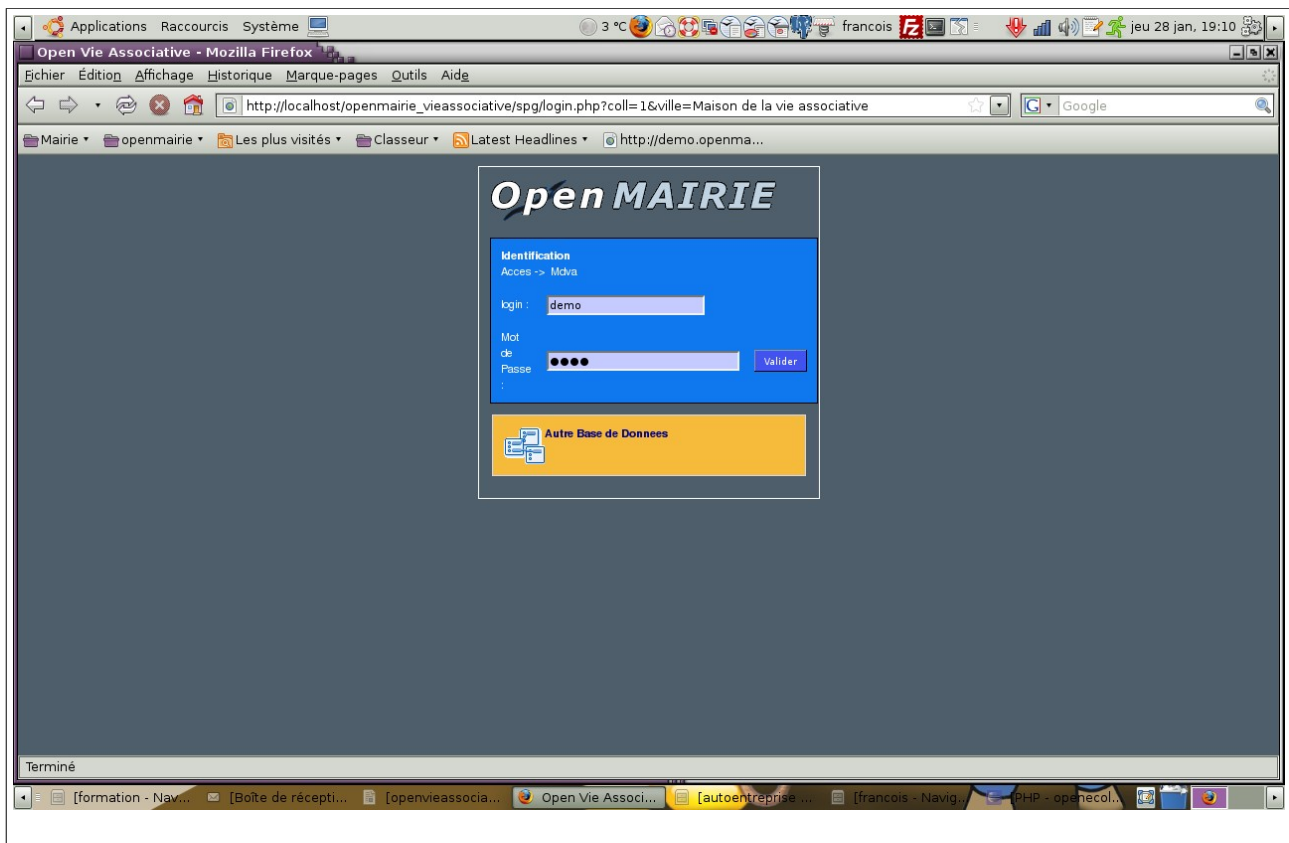 Applications Raccourcis Système 3 °C francois jeu 28 jan, 19:10
Open Vie Associative - Mozilla Firefox
Fichier Édition Affichage Historique Marque-pages Outils Aide
http://localhost/openmairie_vieassociative/spg/login.php?coll=1&ville=Maison de la vie associative G Google
Mairie openmairie Les plus visités Classeur Latest Headlines http://demo.openma...
Open MAIRIE
Identification
Acces -> Mdva
login : demo
Mot
de
Passe ●●●● Valider
:
Autre Base de Donnees
Terminé
[formation - Nav... [Boîte de récepti... [openvieassocia... Open Vie Associ... [autoentreprise ... [francois - Navig... [PHP - openecol...